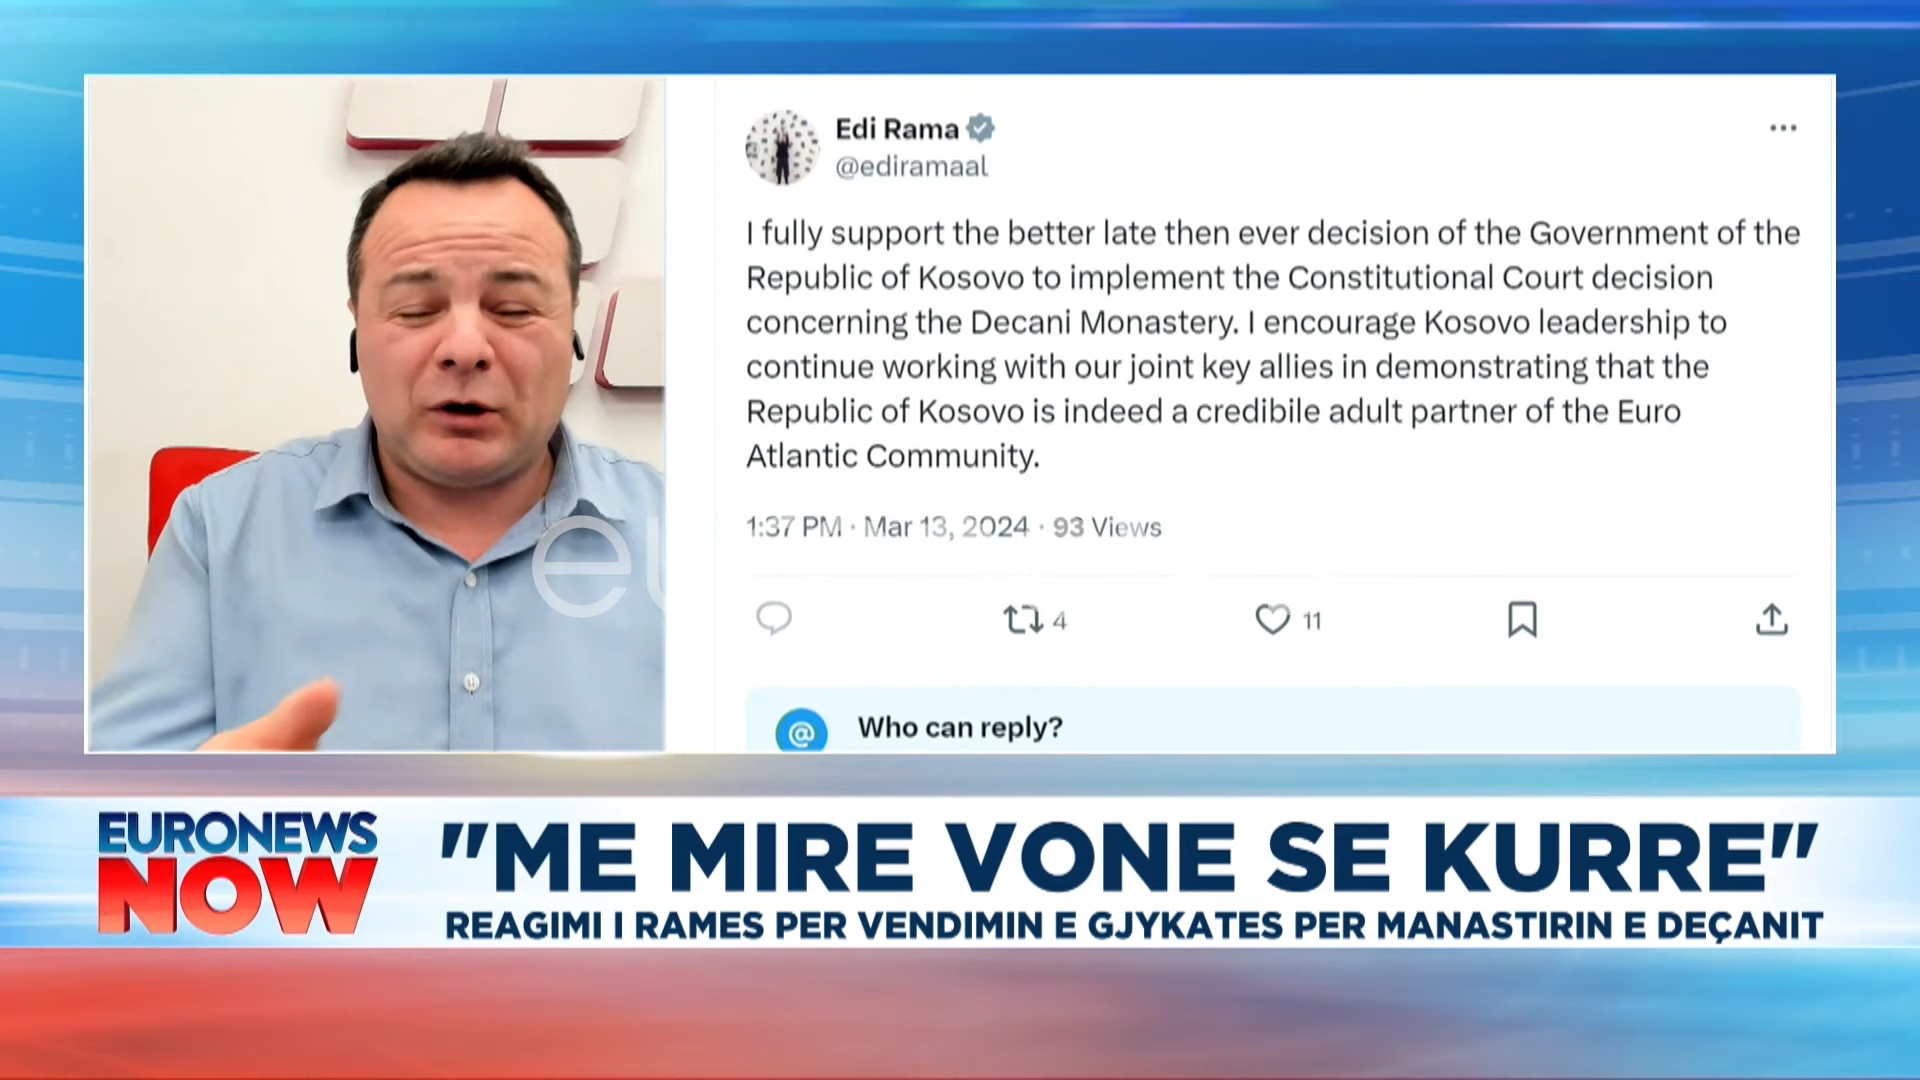 Edi Rama
@ediramaal
I fully support the better late then ever decision of the Government of the
Republic of Kosovo to implement the Constitutional Court decision
concerning the Decani Monastery. I encourage Kosovo leadership to
continue working with our joint key allies in demonstrating that the
Republic of Kosovo is indeed a credibile adult partner of the Euro
Atlantic Community.
1:37 PM · Mar 13, 2024 · 93 Views
4
11
@
Who can reply?
eu
EURONEWS
NOW
"ME MIRE VONE SE KURRE"
REAGIMI I RAMES PER VENDIMIN E GJYKATES PER MANASTIRIN E DEÇANIT